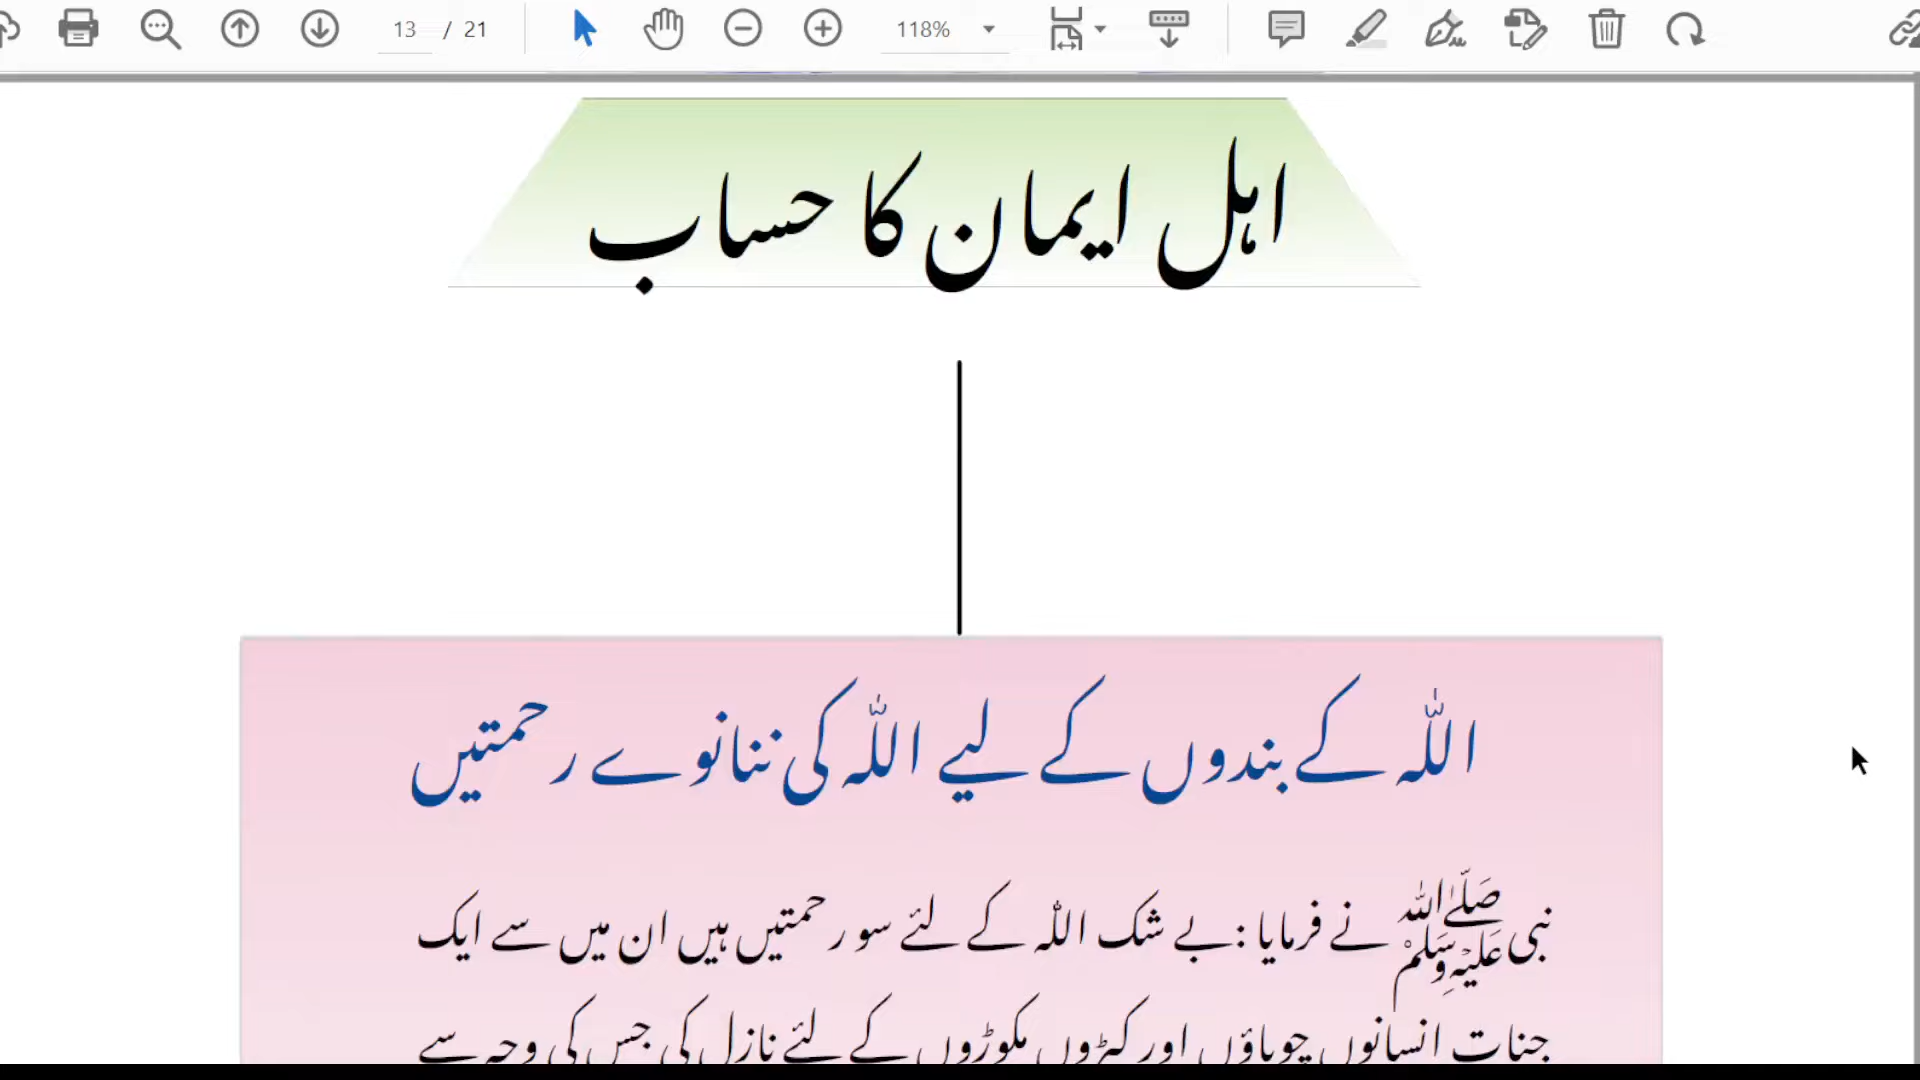 13 / 21 118%
اہل ایمان کا حساب
اللہ کے بندوں کے لیے اللہ کی ننانوے رحمتیں
نبی صلی اللہ علیہ وسلم نے فرمایا : بے شک اللہ کے لئے سو رحمتیں ہیں ان میں سے ایک
جنات انسانوں چوپاؤں اور کیڑوں مکوڑوں کے لئے نازل کی جس کی وجہ سے